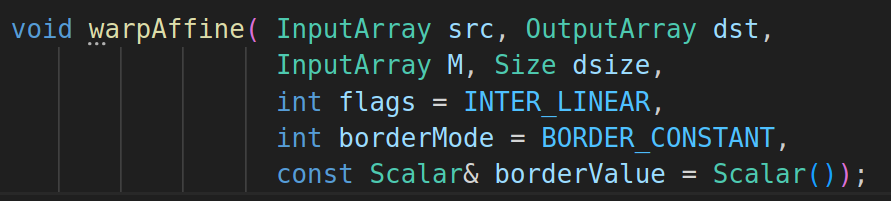 void warpAffine( InputArray src, OutputArray dst,
InputArray M, Size dsize,
int flags = INTER_LINEAR,
int borderMode = BORDER_CONSTANT,
const Scalar& borderValue = Scalar());